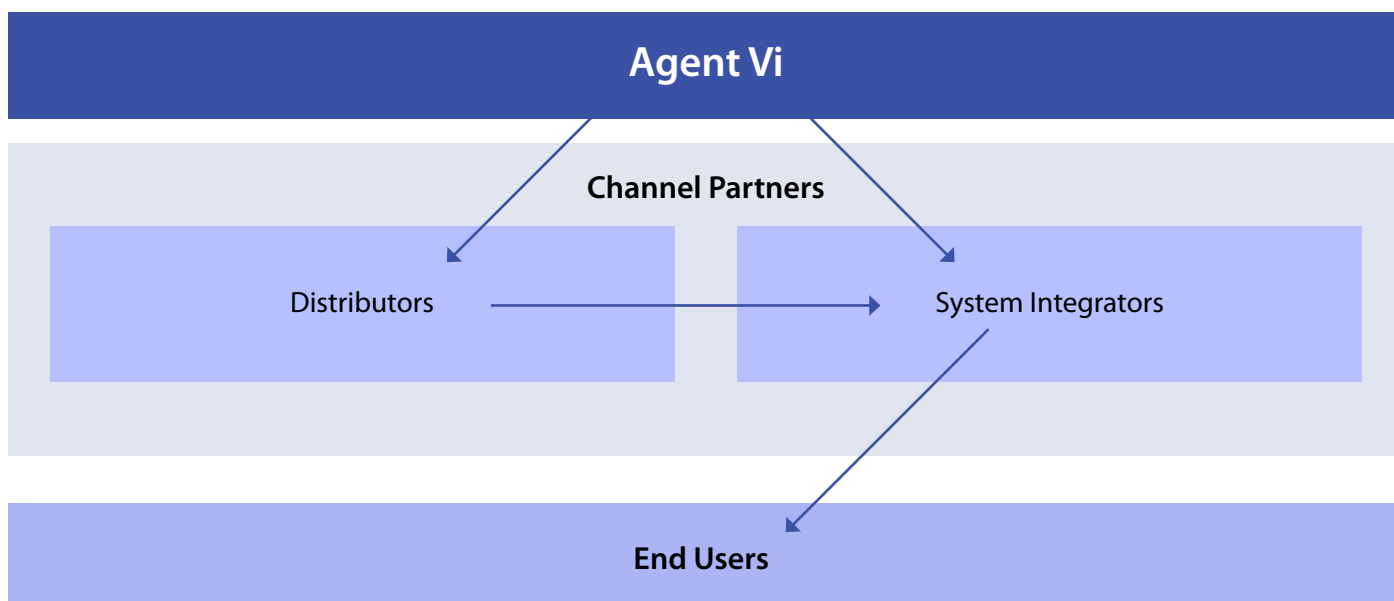 Agent Vi
Channel Partners
Distributors
System Integrators
End Users